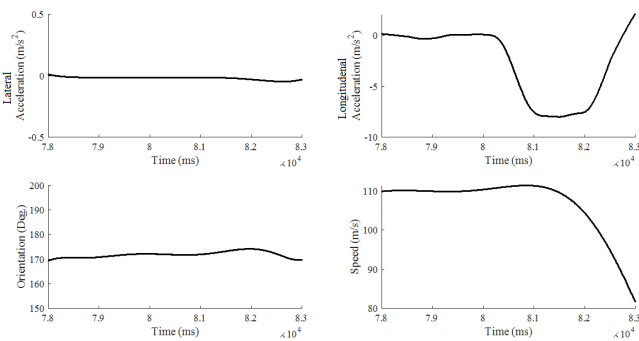 0.5
0
-0.5
Lateral
Acceleration (m/s²)
7.8 7.9 8 8.1 8.2 8.3
Time (ms) ×10⁴
0
-5
-10
Longitudenal
Acceleration (m/s²)
7.8 7.9 8 8.1 8.2 8.3
Time (ms) ×10⁴
200
190
180
170
160
150
Orientation (Deg.)
7.8 7.9 8 8.1 8.2 8.3
Time (ms) ×10⁴
110
100
90
80
Speed (m/s)
7.8 7.9 8 8.1 8.2 8.3
Time (ms) ×10⁴